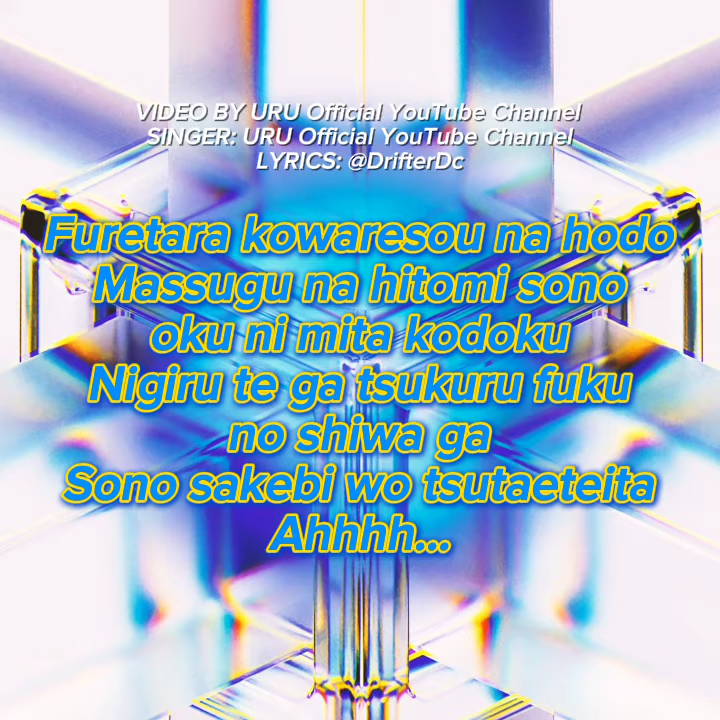 VIDEO BY URU Official YouTube Channel
SINGER: URU Official YouTube Channel
LYRICS: @DrifterDc
Furetara kowaresou na hodo
Massugu na hitomi sono
oku ni mita kodoku
Nigiru te ga tsukuru fuku
no shiwa ga
Sono sakebi wo tsutaeteita
Ahhhh...